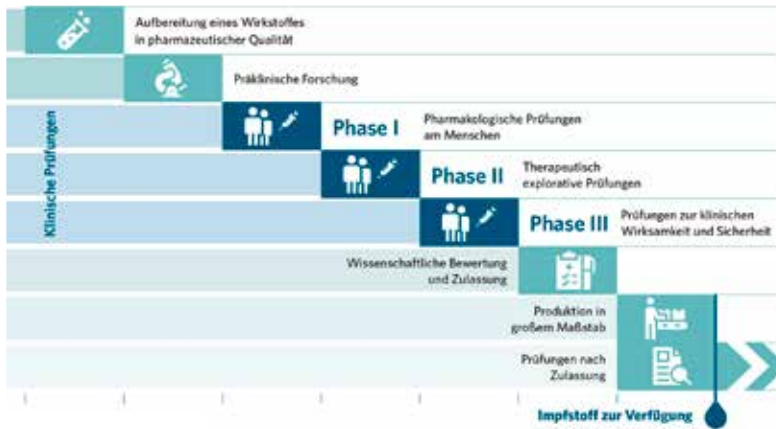 Aufbereitung eines Wirkstoffes
in pharmazeutischer Qualität
Präklinische Forschung
Klinische Prüfungen
Phase I
Pharmakologische Prüfungen
am Menschen
Phase II
Therapeutisch
explorative Prüfungen
Phase III
Prüfungen zur klinischen
Wirksamkeit und Sicherheit
Wissenschaftliche Bewertung
und Zulassung
Produktion in
großem Maßstab
Prüfungen nach
Zulassung
Impfstoff zur Verfügung